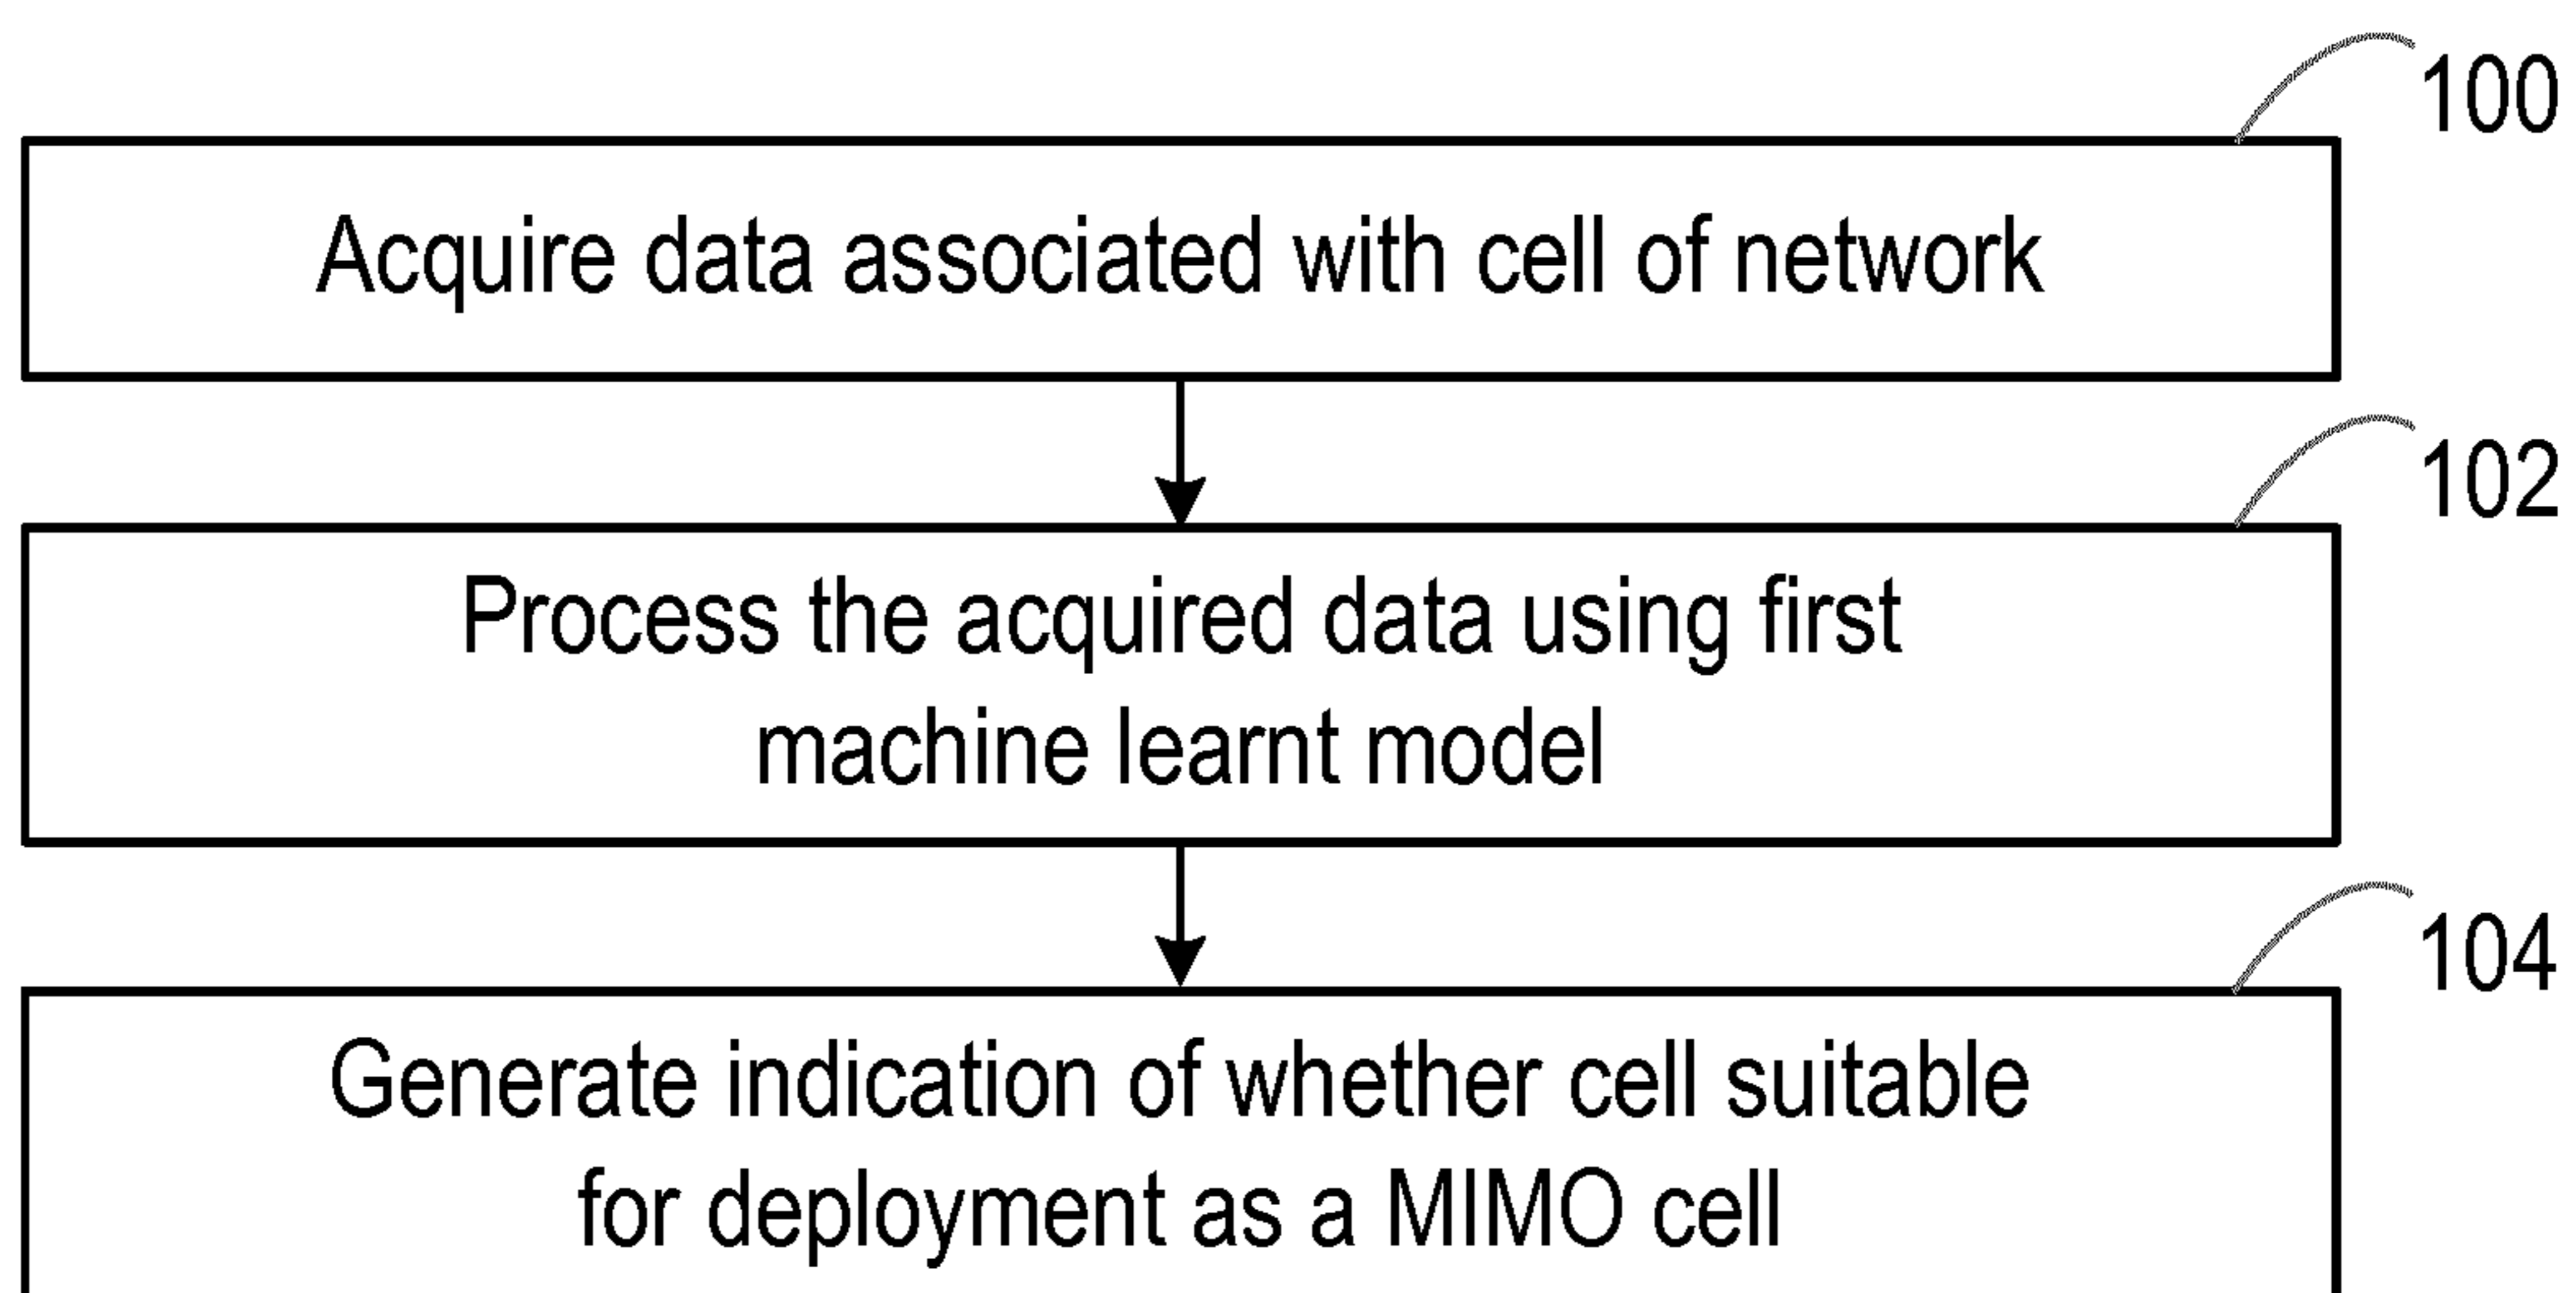 100
Acquire data associated with cell of network
102
Process the acquired data using first
machine learnt model
104
Generate indication of whether cell suitable
for deployment as a MIMO cell